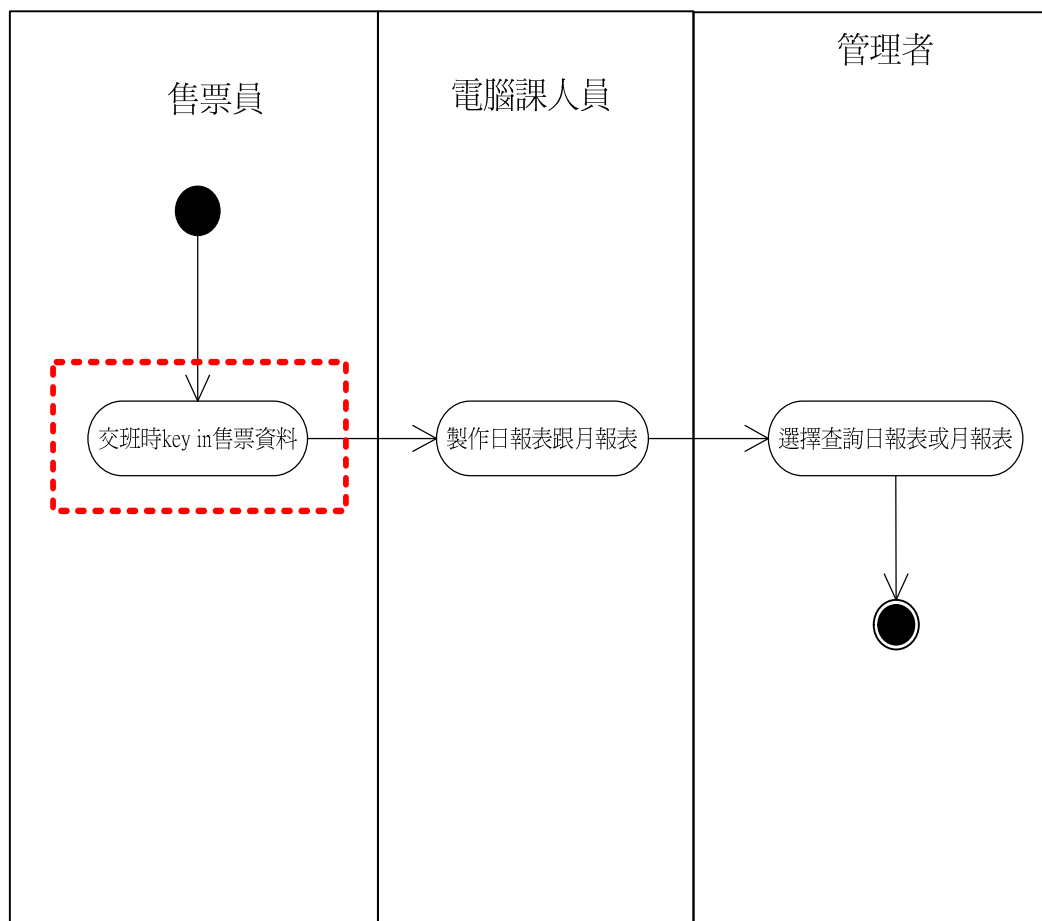 售票員
電腦課人員
管理者
交班時key in售票資料
製作日報表跟月報表
選擇查詢日報表或月報表